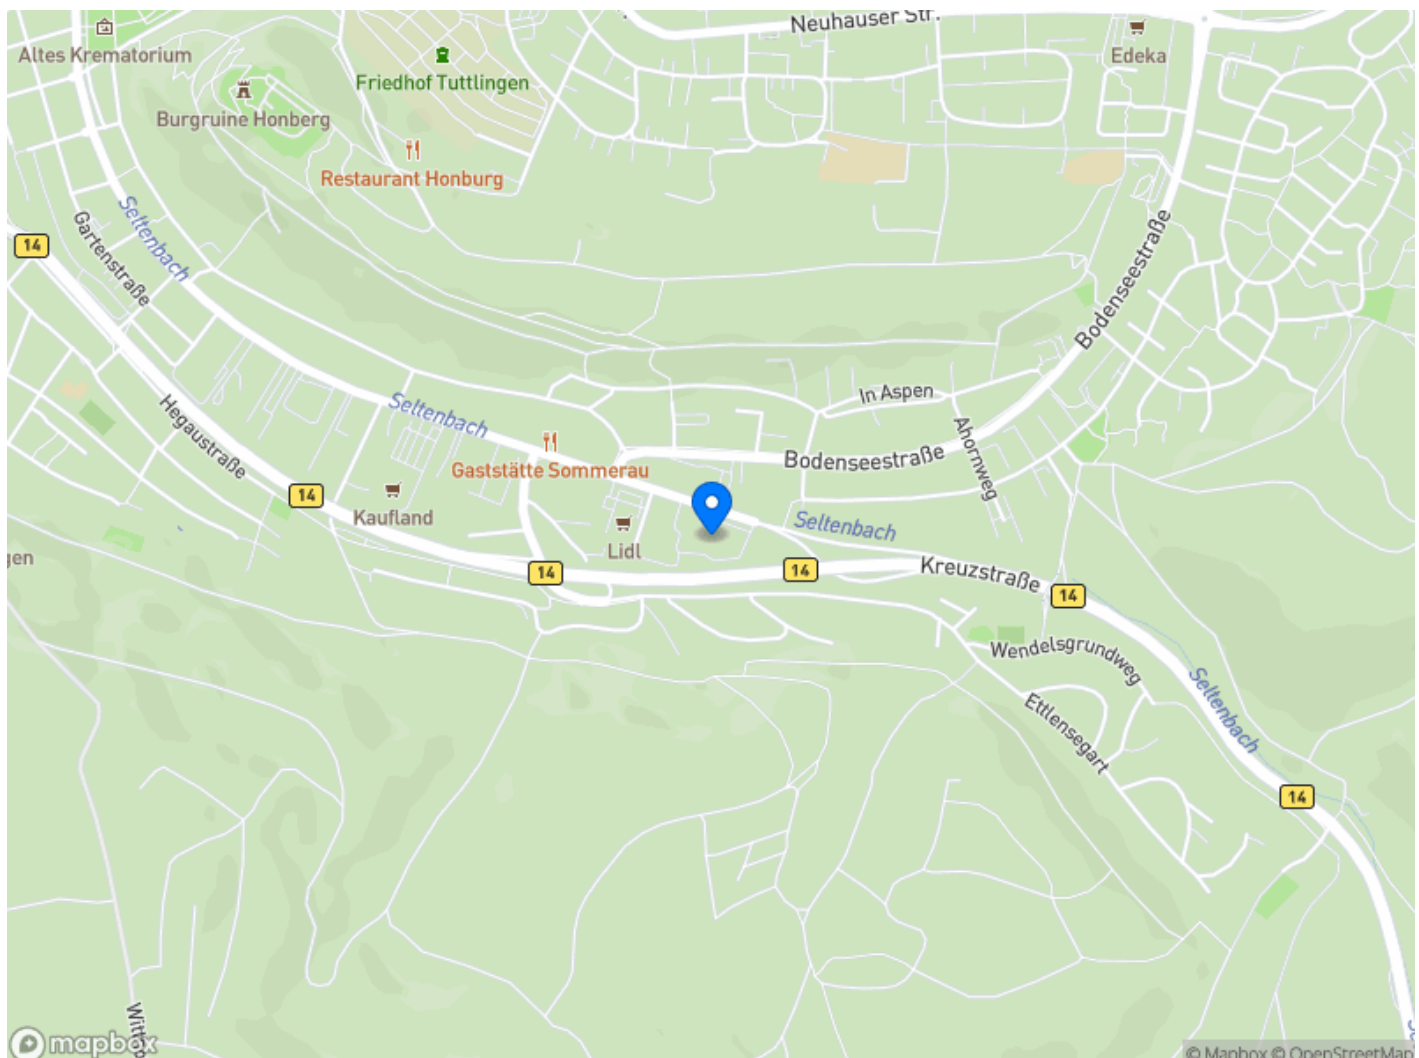 Neuhauser Str.
Edeka
Altes Krematorium
Friedhof Tuttlingen
Burgruine Honberg
Restaurant Honburg
Seltenbach
Gartenstraße
14
Bodenseestraße
In Aspen
Seltenbach
Hegaustraße
Ahornweg
Gaststätte Sommerau
Bodenseestraße
14
Kaufland
Lidl
Seltenbach
gen
14
14
Kreuzstraße
14
Wendelsgrundweg
Seltenbach
Ettlensegart
14
mapbox
© Mapbox © OpenStreetMap